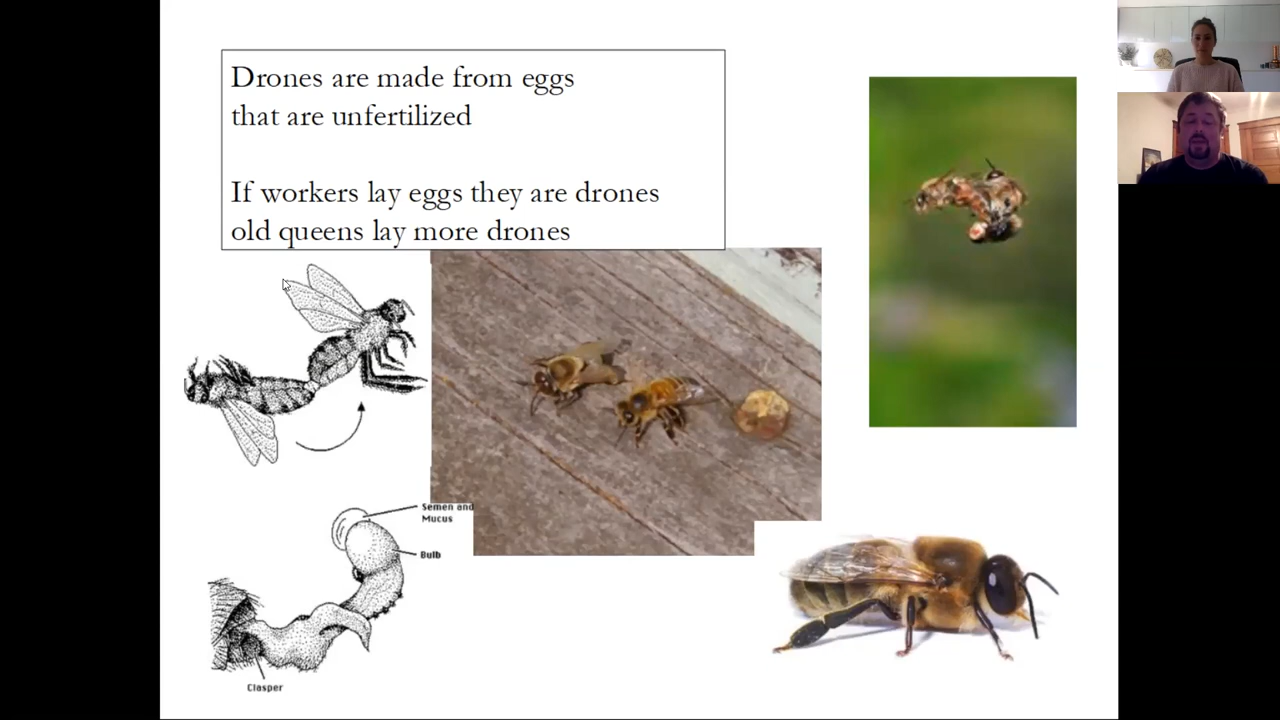 Drones are made from eggs
that are unfertilized
If workers lay eggs they are drones
old queens lay more drones
Semen and
Mucus
Bulb
Clasper